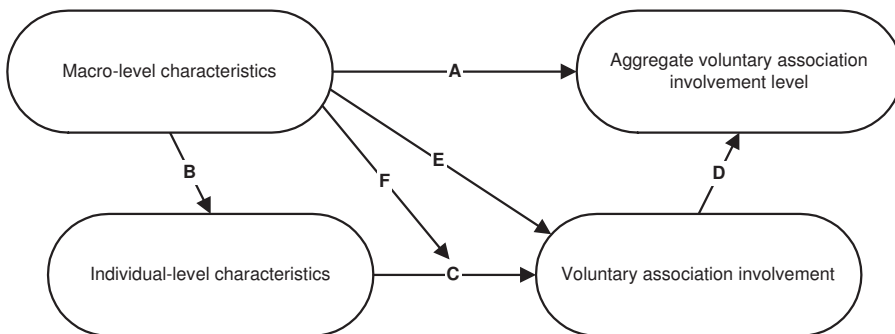 Macro-level characteristics
A
Aggregate voluntary association
involvement level
B
F
E
D
Individual-level characteristics
C
Voluntary association involvement